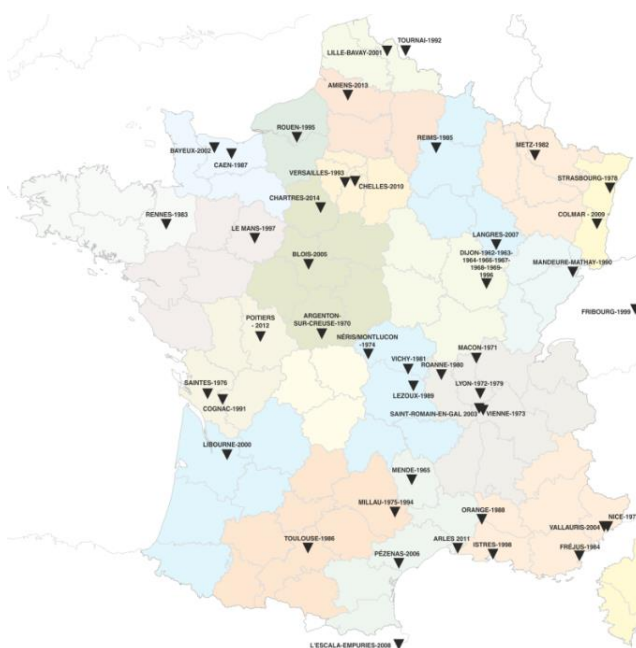 TOURNAI-1992
LILLE-BAVAY-2001
AMIENS-2013
ROUEN-1995
REIMS-1985
BAYEUX-2002
METZ-1982
CAEN-1987
VERSAILLES-1993
CHELLES-2010
STRASBOURG-1978
CHARTRES-2014
RENNES-1983
COLMAR - 2009 -
LE MANS-1997
LANGRES-2007
DIJON-1962-1963-
1964-1966-1967-
1968-1969-
1996
BLOIS-2005
MANDEURE-MATHAY-1990
FRIBOURG-1999
POITIERS
- 2012
ARGENTON-
SUR-CREUSE-1970
NÉRIS/MONTLUCON
-1974
MACON-1971
VICHY-1981
ROANNE-1980
SAINTES-1976
LEZOUX-1989
LYON-1972-1979
COGNAC-1991
SAINT-ROMAIN-EN-GAL 2003
VIENNE-1973
LIBOURNE-2000
MENDE-1965
MILLAU-1975-1994
ORANGE-1988
NICE-197
VALLAURIS-2004
TOULOUSE-1986
ARLES 2011
ISTRES-1998
FRÉJUS-1984
PÉZENAS-2006
L'ESCALA-EMPURIES-2008